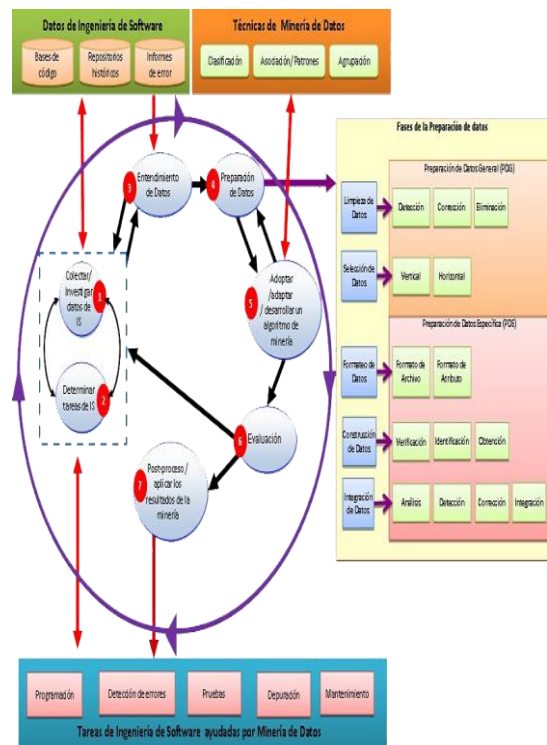 Datos de Ingeniería de Software
Bases de
código
Repositorios
históricos
Informes
de error
Técnicas de Minería de Datos
Clasificación
Asociación/Patrones
Agrupación
3
Entendimiento
de Datos
4
Preparación
de Datos
Colectar/
Investigar
datos de
IS
1
Determinar
tareas de IS
2
5
Adoptar
/adaptar
/ desarrollar un
algoritmo de
minería
6
Evaluación
7
Post-proceso /
aplicar los
resultados de la
minería
Fases de la Preparación de datos
Preparación de Datos General (PDG)
Limpieza de
Datos
Detección
Corrección
Eliminación
Selección de
Datos
Vertical
Horizontal
Preparación de Datos Específica (PDE)
Formateo de
Datos
Formato de
Archivo
Formato de
Atributo
Construcción
de Datos
Verificación
Identificación
Obtención
Integración
de Datos
Análisis
Detección
Corrección
Integración
Programación
Detección de errores
Pruebas
Depuración
Mantenimiento
Tareas de Ingeniería de Software ayudadas por Minería de Datos